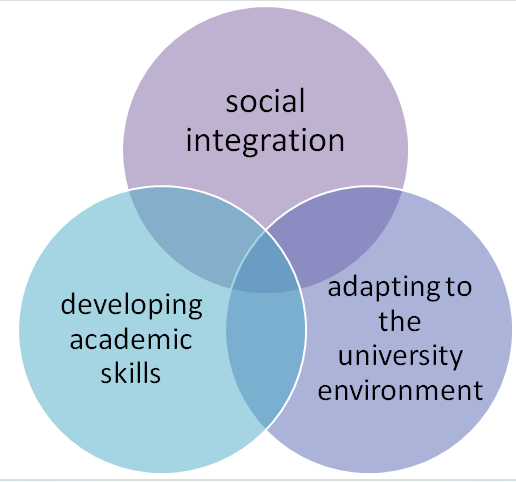 social
integration
developing
academic
skills
adapting to
the
university
environment